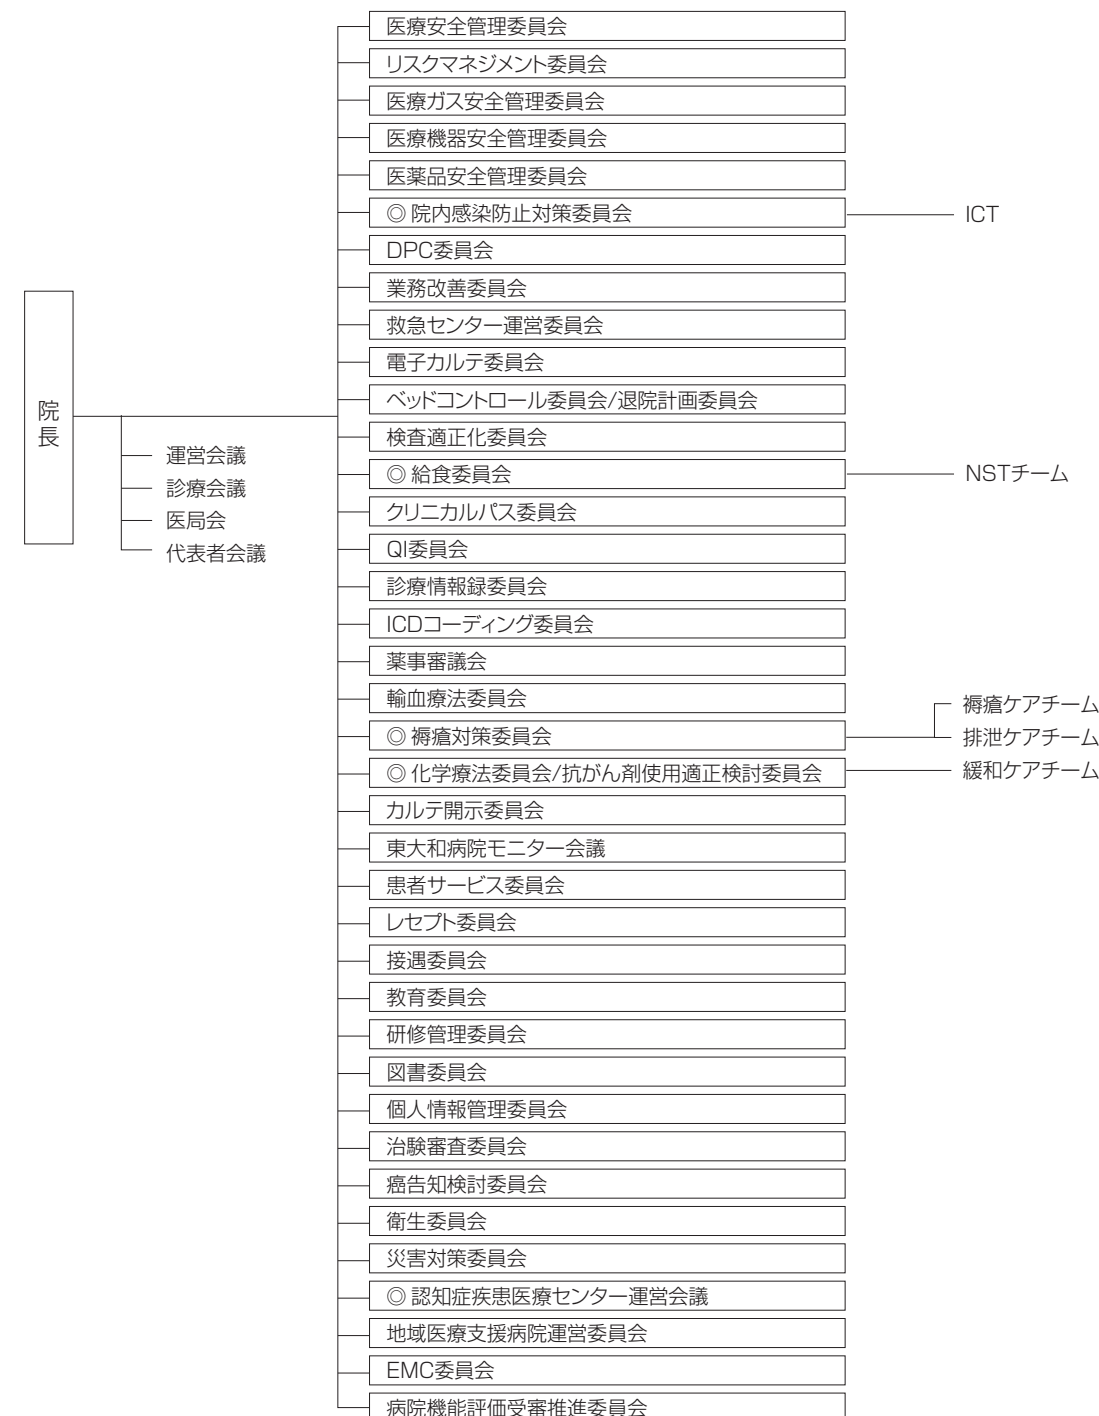 院長
運営会議
診療会議
医局会
代表者会議
医療安全管理委員会
リスクマネジメント委員会
医療ガス安全管理委員会
医療機器安全管理委員会
医薬品安全管理委員会
◎ 院内感染防止対策委員会
ICT
DPC委員会
業務改善委員会
救急センター運営委員会
電子カルテ委員会
ベッドコントロール委員会/退院計画委員会
検査適正化委員会
◎ 給食委員会
NSTチーム
クリニカルパス委員会
QI委員会
診療情報録委員会
ICDコーディング委員会
薬事審議会
輸血療法委員会
◎ 褥瘡対策委員会
褥瘡ケアチーム
排泄ケアチーム
◎ 化学療法委員会/抗がん剤使用適正検討委員会
緩和ケアチーム
カルテ開示委員会
東大和病院モニター会議
患者サービス委員会
レセプト委員会
接遇委員会
教育委員会
研修管理委員会
図書委員会
個人情報管理委員会
治験審査委員会
癌告知検討委員会
衛生委員会
災害対策委員会
◎ 認知症疾患医療センター運営会議
地域医療支援病院運営委員会
EMC委員会
病院機能評価受審推進委員会